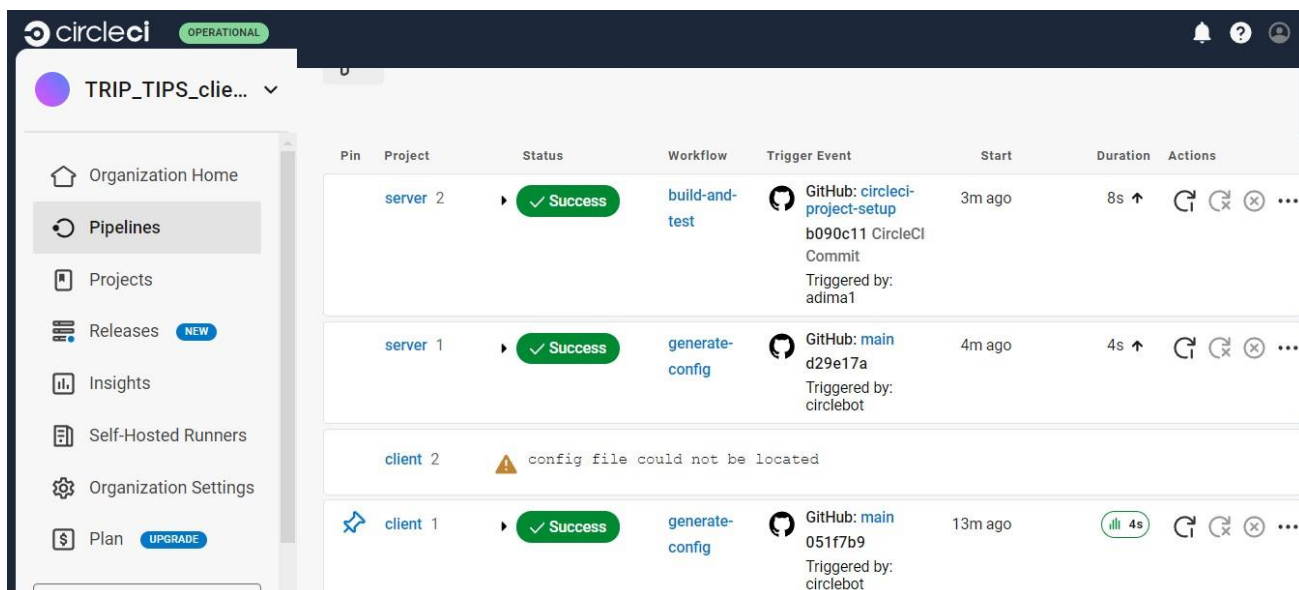 circleci OPERATIONAL
TRIP_TIPS_clie...
Organization Home
Pipelines
Projects
Releases NEW
Insights
Self-Hosted Runners
Organization Settings
Plan UPGRADE
Pin Project Status Workflow Trigger Event Start Duration Actions
server 2 Success build-and-test GitHub: circleci-project-setup 3m ago 8s
b090c11 CircleCI Commit
Triggered by: adima1
server 1 Success generate-config GitHub: main 4m ago 4s
d29e17a
Triggered by: circlebot
client 2 config file could not be located
client 1 Success generate-config GitHub: main 13m ago 4s
051f7b9
Triggered by: circlebot